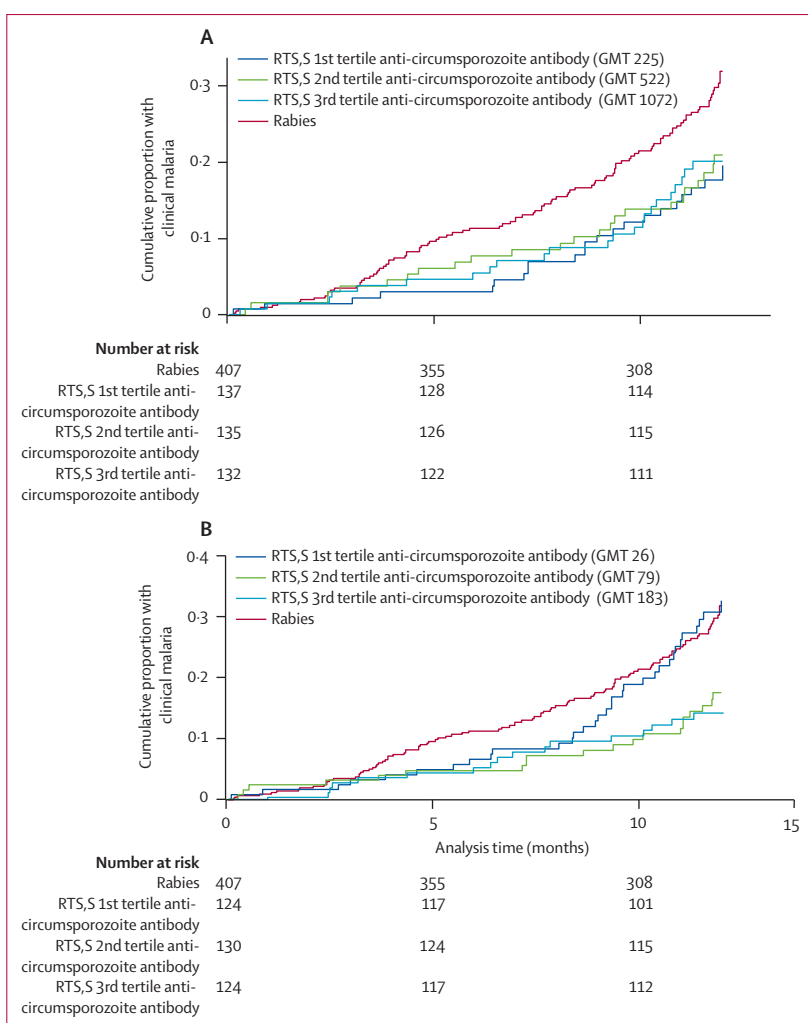 A
RTS,S 1st tertile anti-circumsporozoite antibody (GMT 225)
RTS,S 2nd tertile anti-circumsporozoite antibody (GMT 522)
RTS,S 3rd tertile anti-circumsporozoite antibody (GMT 1072)
Rabies
Cumulative proportion with
clinical malaria
0·3
0·2
0·1
0
Number at risk
Rabies 407 355 308
RTS,S 1st tertile anti- 137 128 114
circumsporozoite antibody
RTS,S 2nd tertile anti- 135 126 115
circumsporozoite antibody
RTS,S 3rd tertile anti- 132 122 111
circumsporozoite antibody
B
RTS,S 1st tertile anti-circumsporozoite antibody (GMT 26)
RTS,S 2nd tertile anti-circumsporozoite antibody (GMT 79)
RTS,S 3rd tertile anti-circumsporozoite antibody (GMT 183)
Rabies
Cumulative proportion with
clinical malaria
0·4
0·3
0·2
0·1
0
0 5 10 15
Analysis time (months)
Number at risk
Rabies 407 355 308
RTS,S 1st tertile anti- 124 117 101
circumsporozoite antibody
RTS,S 2nd tertile anti- 130 124 115
circumsporozoite antibody
RTS,S 3rd tertile anti- 124 117 112
circumsporozoite antibody